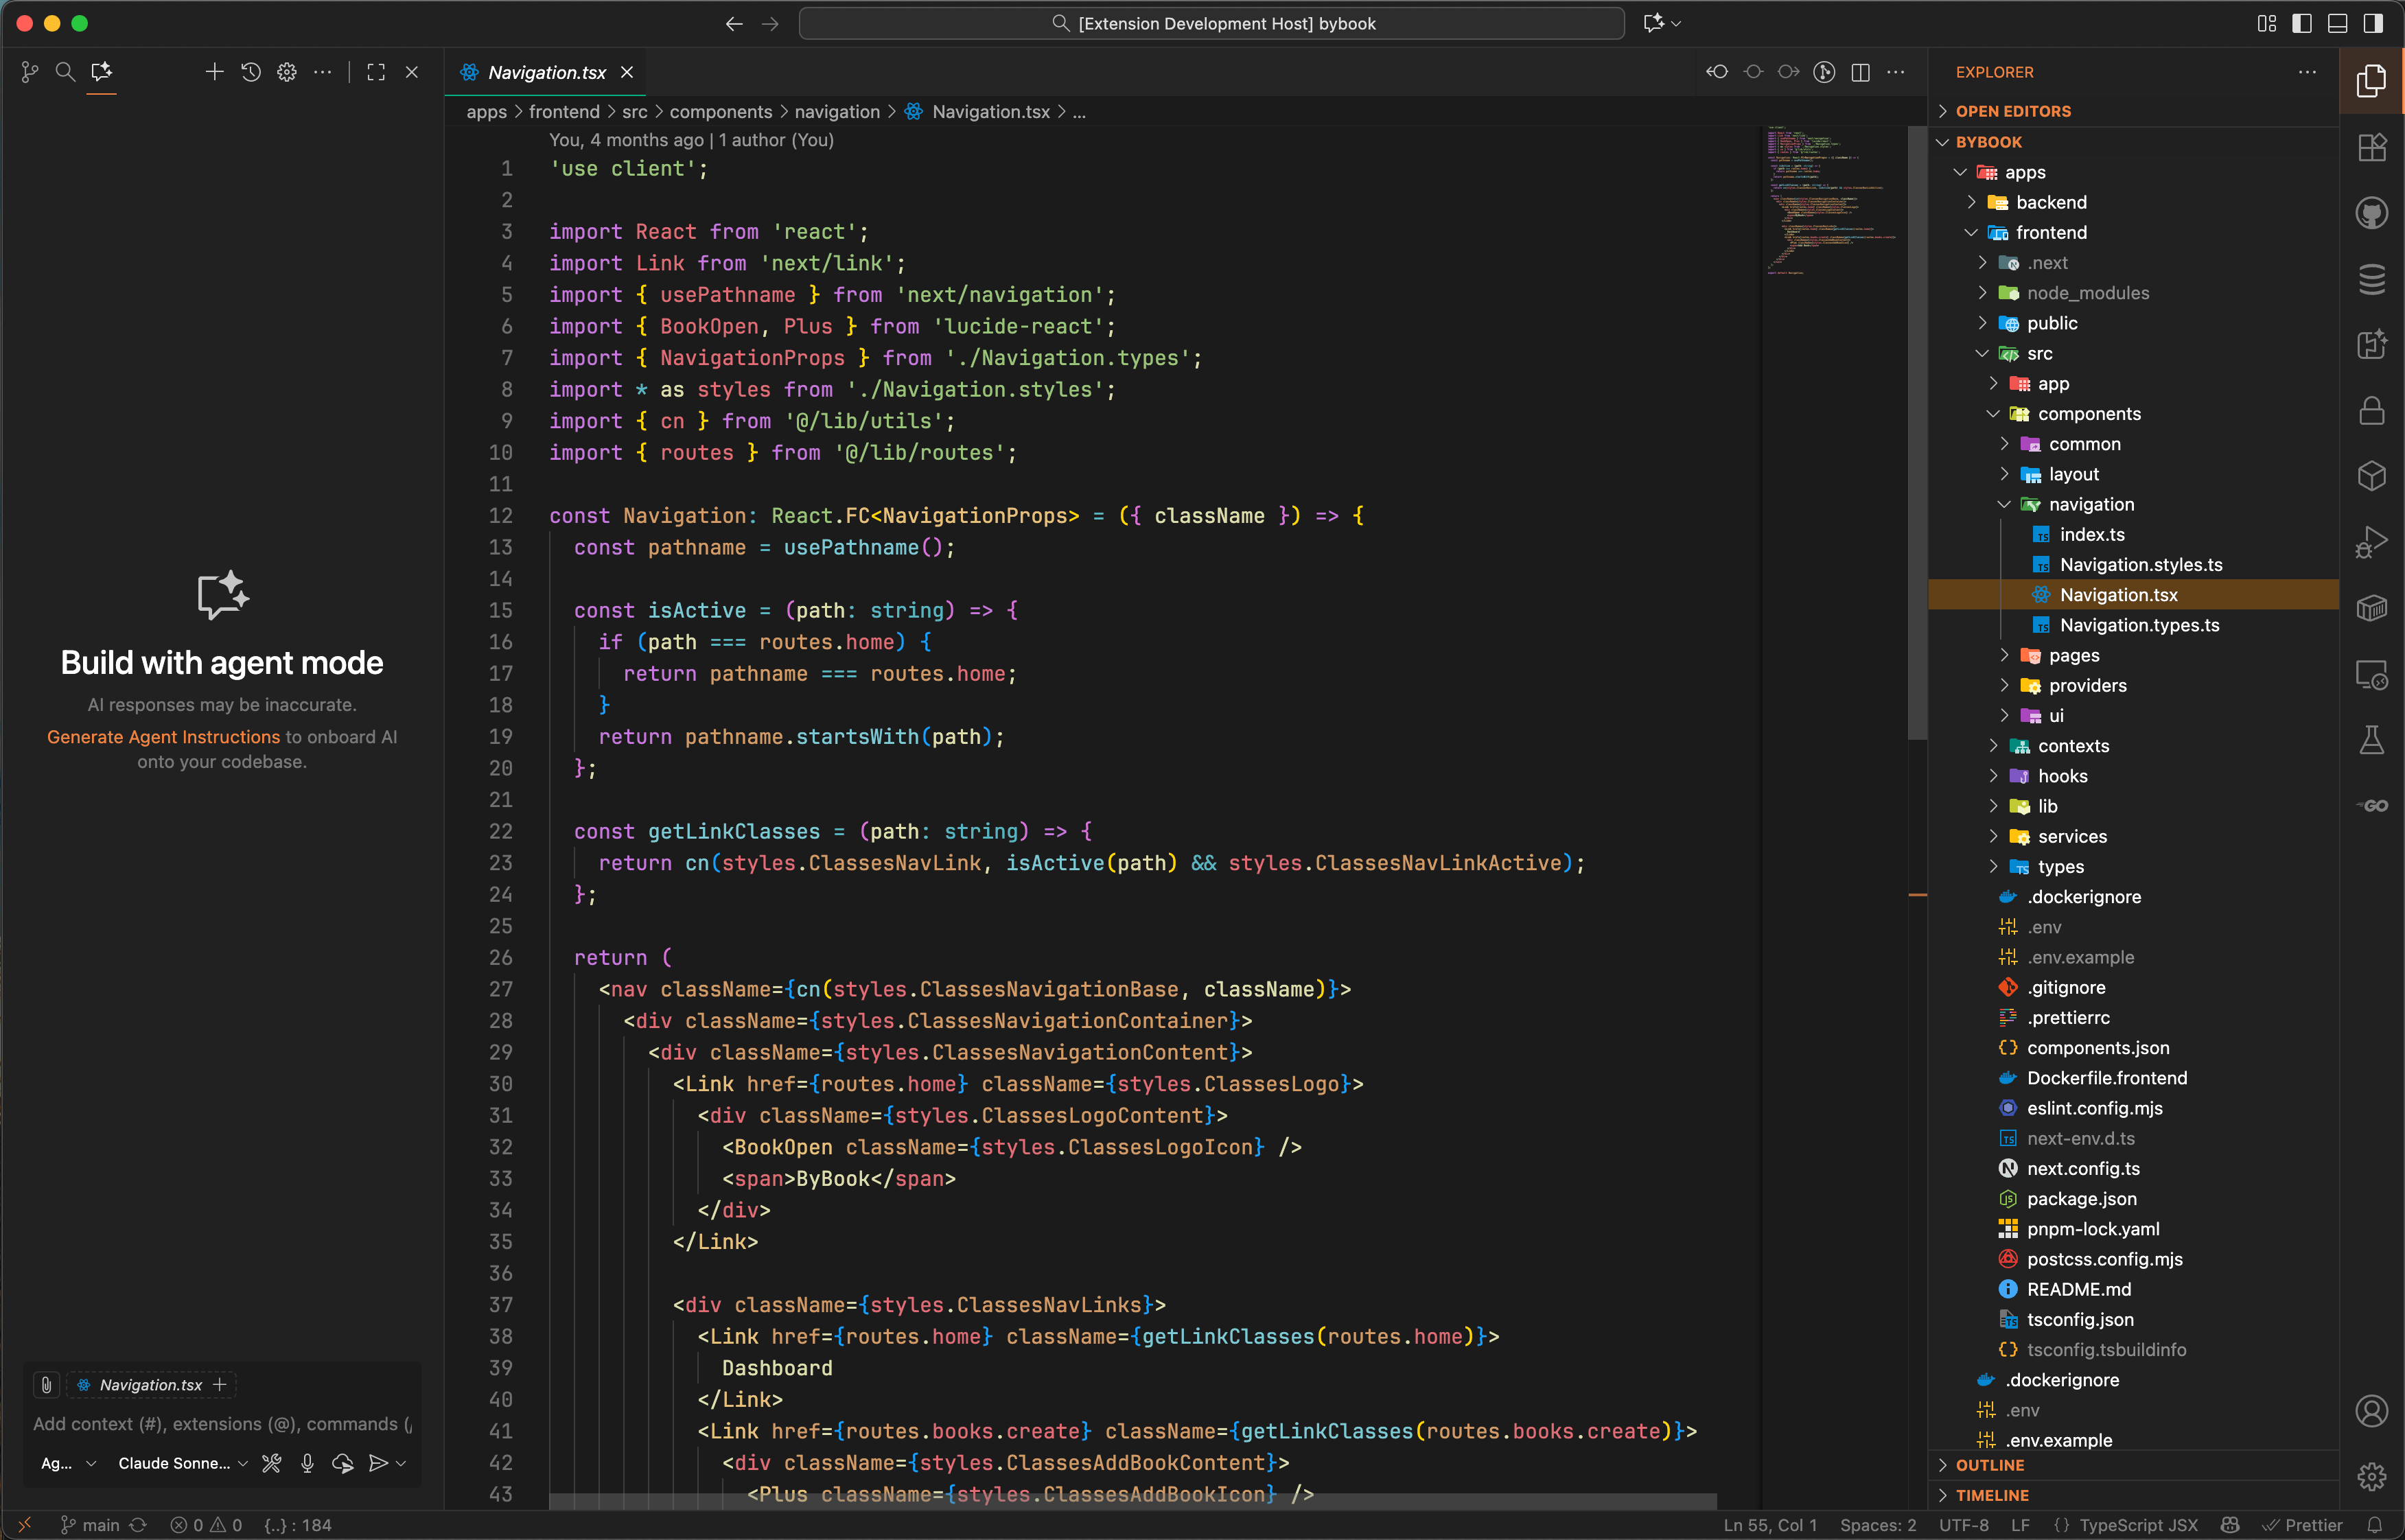 [Extension Development Host] bybook
Navigation.tsx
apps > frontend > src > components > navigation > Navigation.tsx > ...
You, 4 months ago | 1 author (You)
1 'use client';
2
3 import React from 'react';
4 import Link from 'next/link';
5 import { usePathname } from 'next/navigation';
6 import { BookOpen, Plus } from 'lucide-react';
7 import { NavigationProps } from './Navigation.types';
8 import * as styles from './Navigation.styles';
9 import { cn } from '@/lib/utils';
10 import { routes } from '@/lib/routes';
11
12 const Navigation: React.FC<NavigationProps> = ({ className }) => {
13 const pathname = usePathname();
14
15 const isActive = (path: string) => {
16 if (path === routes.home) {
17 return pathname === routes.home;
18 }
19 return pathname.startsWith(path);
20 };
21
22 const getLinkClasses = (path: string) => {
23 return cn(styles.ClassesNavLink, isActive(path) && styles.ClassesNavLinkActive);
24 };
25
26 return (
27 <nav className={cn(styles.ClassesNavigationBase, className)}>
28 <div className={styles.ClassesNavigationContainer}>
29 <div className={styles.ClassesNavigationContent}>
30 <Link href={routes.home} className={styles.ClassesLogo}>
31 <div className={styles.ClassesLogoContent}>
32 <BookOpen className={styles.ClassesLogoIcon} />
33 <span>ByBook</span>
34 </div>
35 </Link>
36
37 <div className={styles.ClassesNavLinks}>
38 <Link href={routes.home} className={getLinkClasses(routes.home)}>
39 Dashboard
40 </Link>
41 <Link href={routes.books.create} className={getLinkClasses(routes.books.create)}>
42 <div className={styles.ClassesAddBookContent}>
43 <Plus className={styles.ClassesAddBookIcon} />
Build with agent mode
AI responses may be inaccurate.
Generate Agent Instructions to onboard AI
onto your codebase.
Navigation.tsx
Add context (#), extensions (@), commands (/
Ag...
Claude Sonne...
EXPLORER
OPEN EDITORS
BYBOOK
apps
backend
frontend
.next
node_modules
public
src
app
components
common
layout
navigation
index.ts
Navigation.styles.ts
Navigation.tsx
Navigation.types.ts
pages
providers
ui
contexts
hooks
lib
services
types
.dockerignore
.env
.env.example
.gitignore
.prettierrc
components.json
Dockerfile.frontend
eslint.config.mjs
next-env.d.ts
next.config.ts
package.json
pnpm-lock.yaml
postcss.config.mjs
README.md
tsconfig.json
tsconfig.tsbuildinfo
.dockerignore
.env
.env.example
OUTLINE
TIMELINE
GO
main
0 0
{..} : 184
Ln 55, Col 1
Spaces: 2
UTF-8
LF
{} TypeScript JSX
Prettier